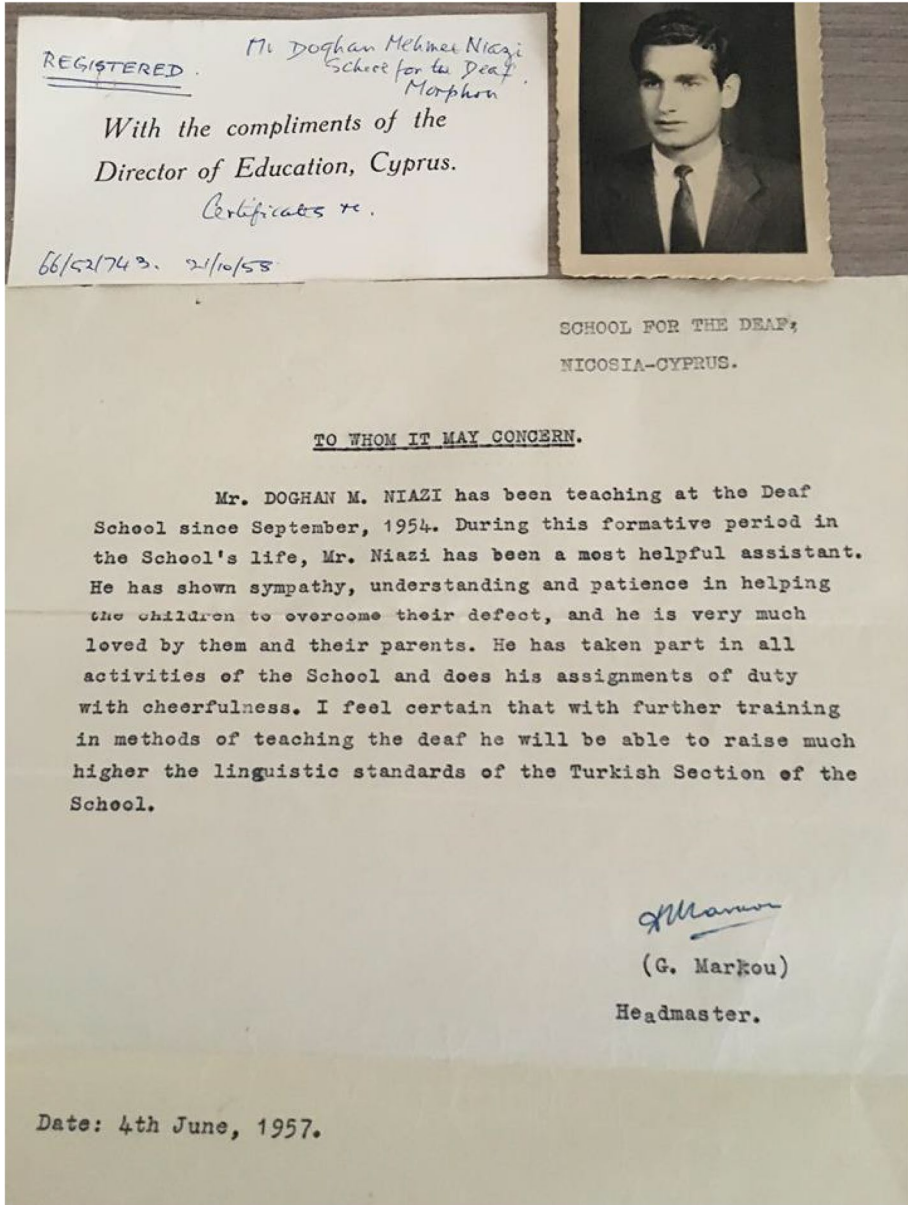 REGISTERED.
Mr Doghan Mehmet Niazi
School for the Deaf
Morphou
With the compliments of the
Director of Education, Cyprus.
Certificates
66/52/743. 21/10/58
SCHOOL FOR THE DEAF,
NICOSIA-CYPRUS.
TO WHOM IT MAY CONCERN.
Mr. DOGHAN M. NIAZI has been teaching at the Deaf
School since September, 1954. During this formative period in
the School's life, Mr. Niazi has been a most helpful assistant.
He has shown sympathy, understanding and patience in helping
the children to overcome their defect, and he is very much
loved by them and their parents. He has taken part in all
activities of the School and does his assignments of duty
with cheerfulness. I feel certain that with further training
in methods of teaching the deaf he will be able to raise much
higher the linguistic standards of the Turkish Section of the
School.
(G. Markou)
Headmaster.
Date: 4th June, 1957.